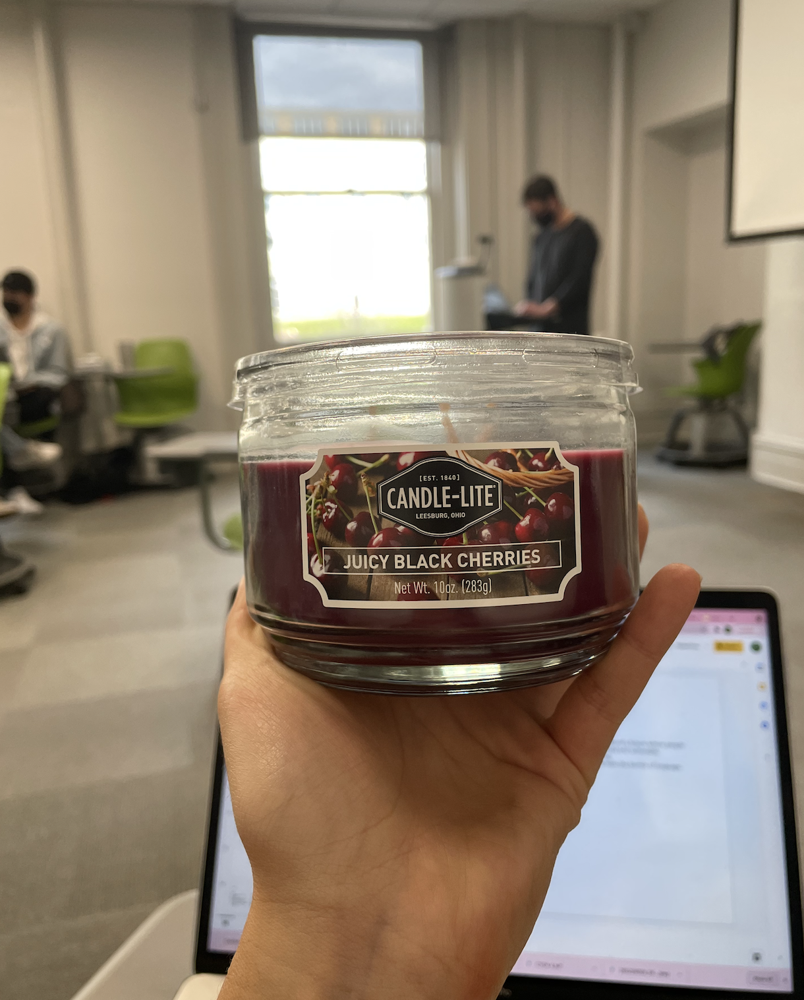 [EST. 1840]
CANDLE-LITE
LEESBURG, OHIO
JUICY BLACK CHERRIES
Net Wt. 10oz. (283g)